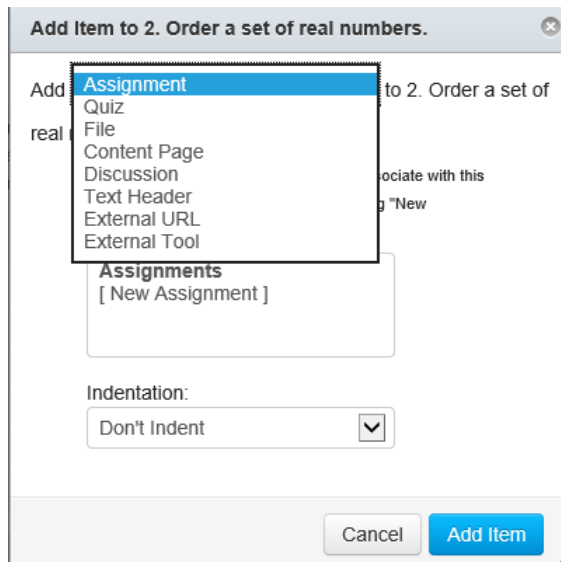 Add Item to 2. Order a set of real numbers.
Add
to 2. Order a set of
real
Assignment
Quiz
File
Content Page
Discussion
Text Header
External URL
External Tool
with this
"New
Assignments
[ New Assignment ]
Indentation:
Don't Indent
Cancel
Add Item